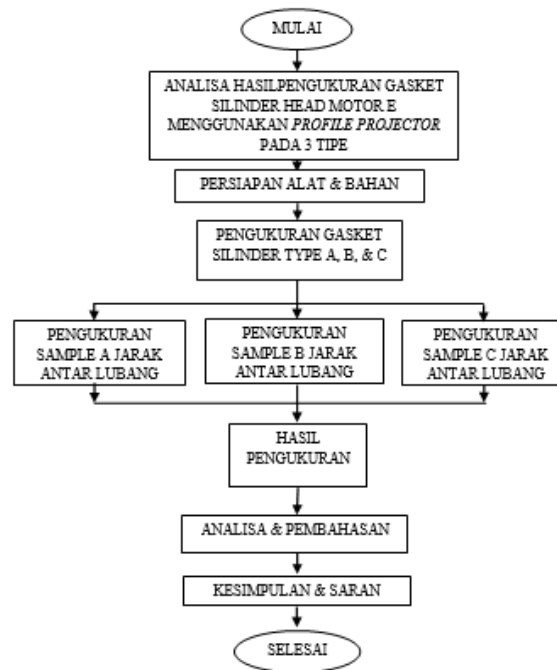 MULAI
ANALISA HASILPENGUKURAN GASKET
SILINDER HEAD MOTOR E
MENGGUNAKAN PROFILE PROJECTOR
PADA 3 TIPE
PERSIAPAN ALAT & BAHAN
PENGUKURAN GASKET
SILINDER TYPE A, B, & C
PENGUKURAN
SAMPLE A JARAK
ANTAR LUBANG
PENGUKURAN
SAMPLE B JARAK
ANTAR LUBANG
PENGUKURAN
SAMPLE C JARAK
ANTAR LUBANG
HASIL
PENGUKURAN
ANALISA & PEMBAHASAN
KESIMPULAN & SARAN
SELESAI